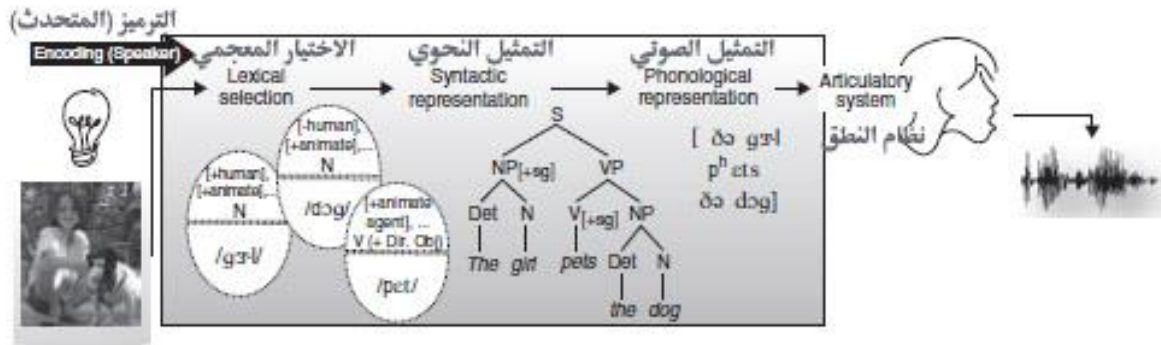 الترميز (المتحدث)
Encoding (Speaker)
الاختيار المعجمي
Lexical
selection
التمثيل النحوي
Syntactic
representation
التمثيل الصوتي
Phonological
representation
Articulatory
system
نظام النطق
[+human],
[+animate],...
N
/gɝl/
[-human],
[+animate],...
N
/dɔg/
[+animate
agent], ...
V (+ Dir. Obj)
/pɛt/
S
NP[+sg] VP
Det N V[+sg] NP
The girl pets Det N
the dog
[ ðə gɝl
pʰ ɛts
ðə dɔg]